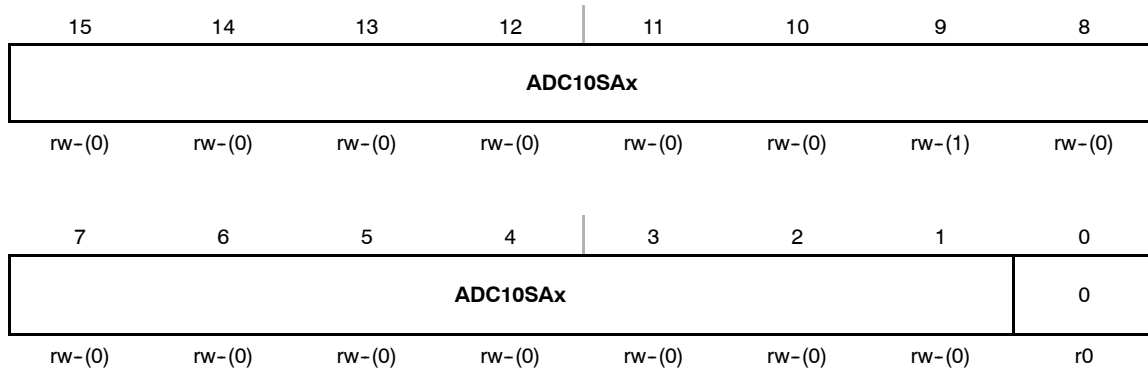 15 14 13 12 11 10 9 8
ADC10SAx
rw-(0) rw-(0) rw-(0) rw-(0) rw-(0) rw-(0) rw-(1) rw-(0)
7 6 5 4 3 2 1 0
ADC10SAx 0
rw-(0) rw-(0) rw-(0) rw-(0) rw-(0) rw-(0) rw-(0) r0